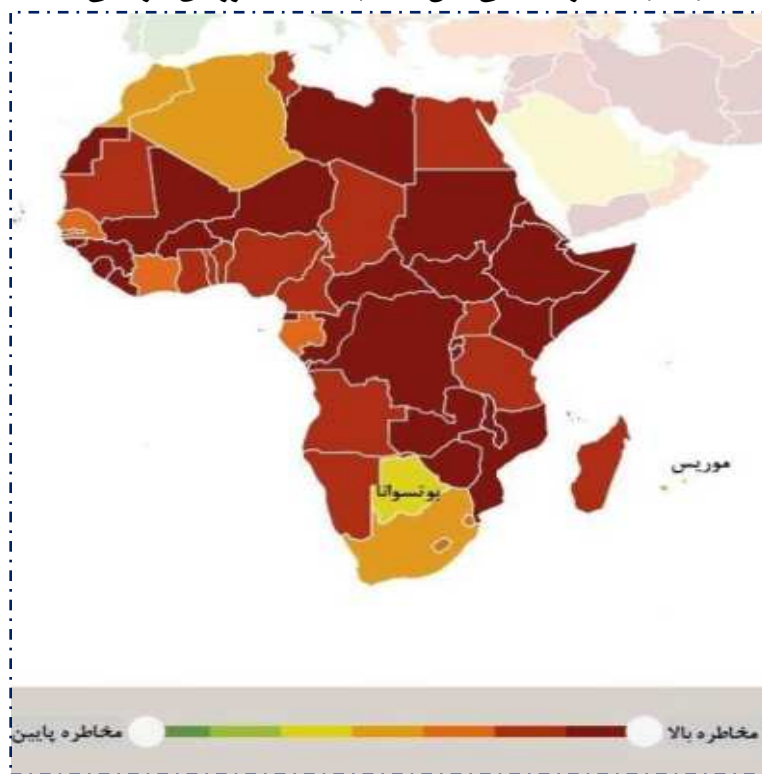 موریس
بوتسوانا
مخاطره بالا
مخاطره پایین